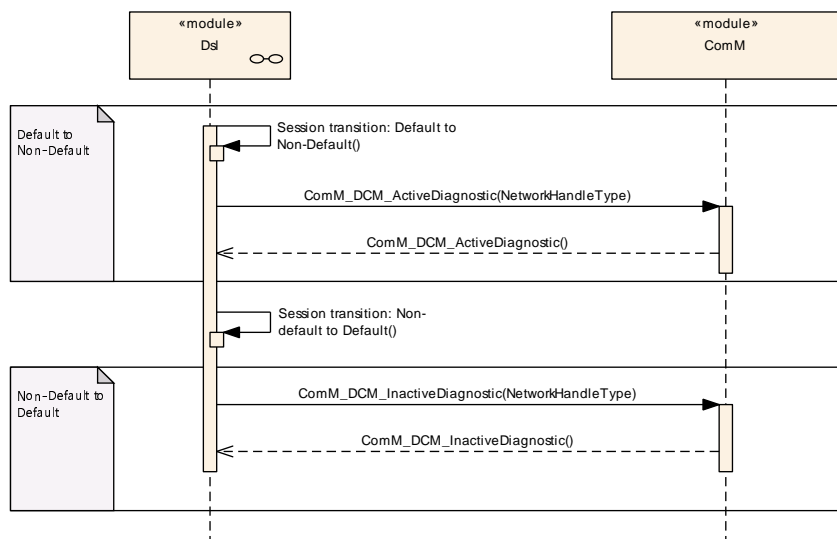 «module»
Dsl
«module»
ComM
Default to
Non-Default
Session transition: Default to
Non-Default()
ComM_DCM_ActiveDiagnostic(NetworkHandleType)
ComM_DCM_ActiveDiagnostic()
Session transition: Non-
default to Default()
Non-Default to
Default
ComM_DCM_InactiveDiagnostic(NetworkHandleType)
ComM_DCM_InactiveDiagnostic()